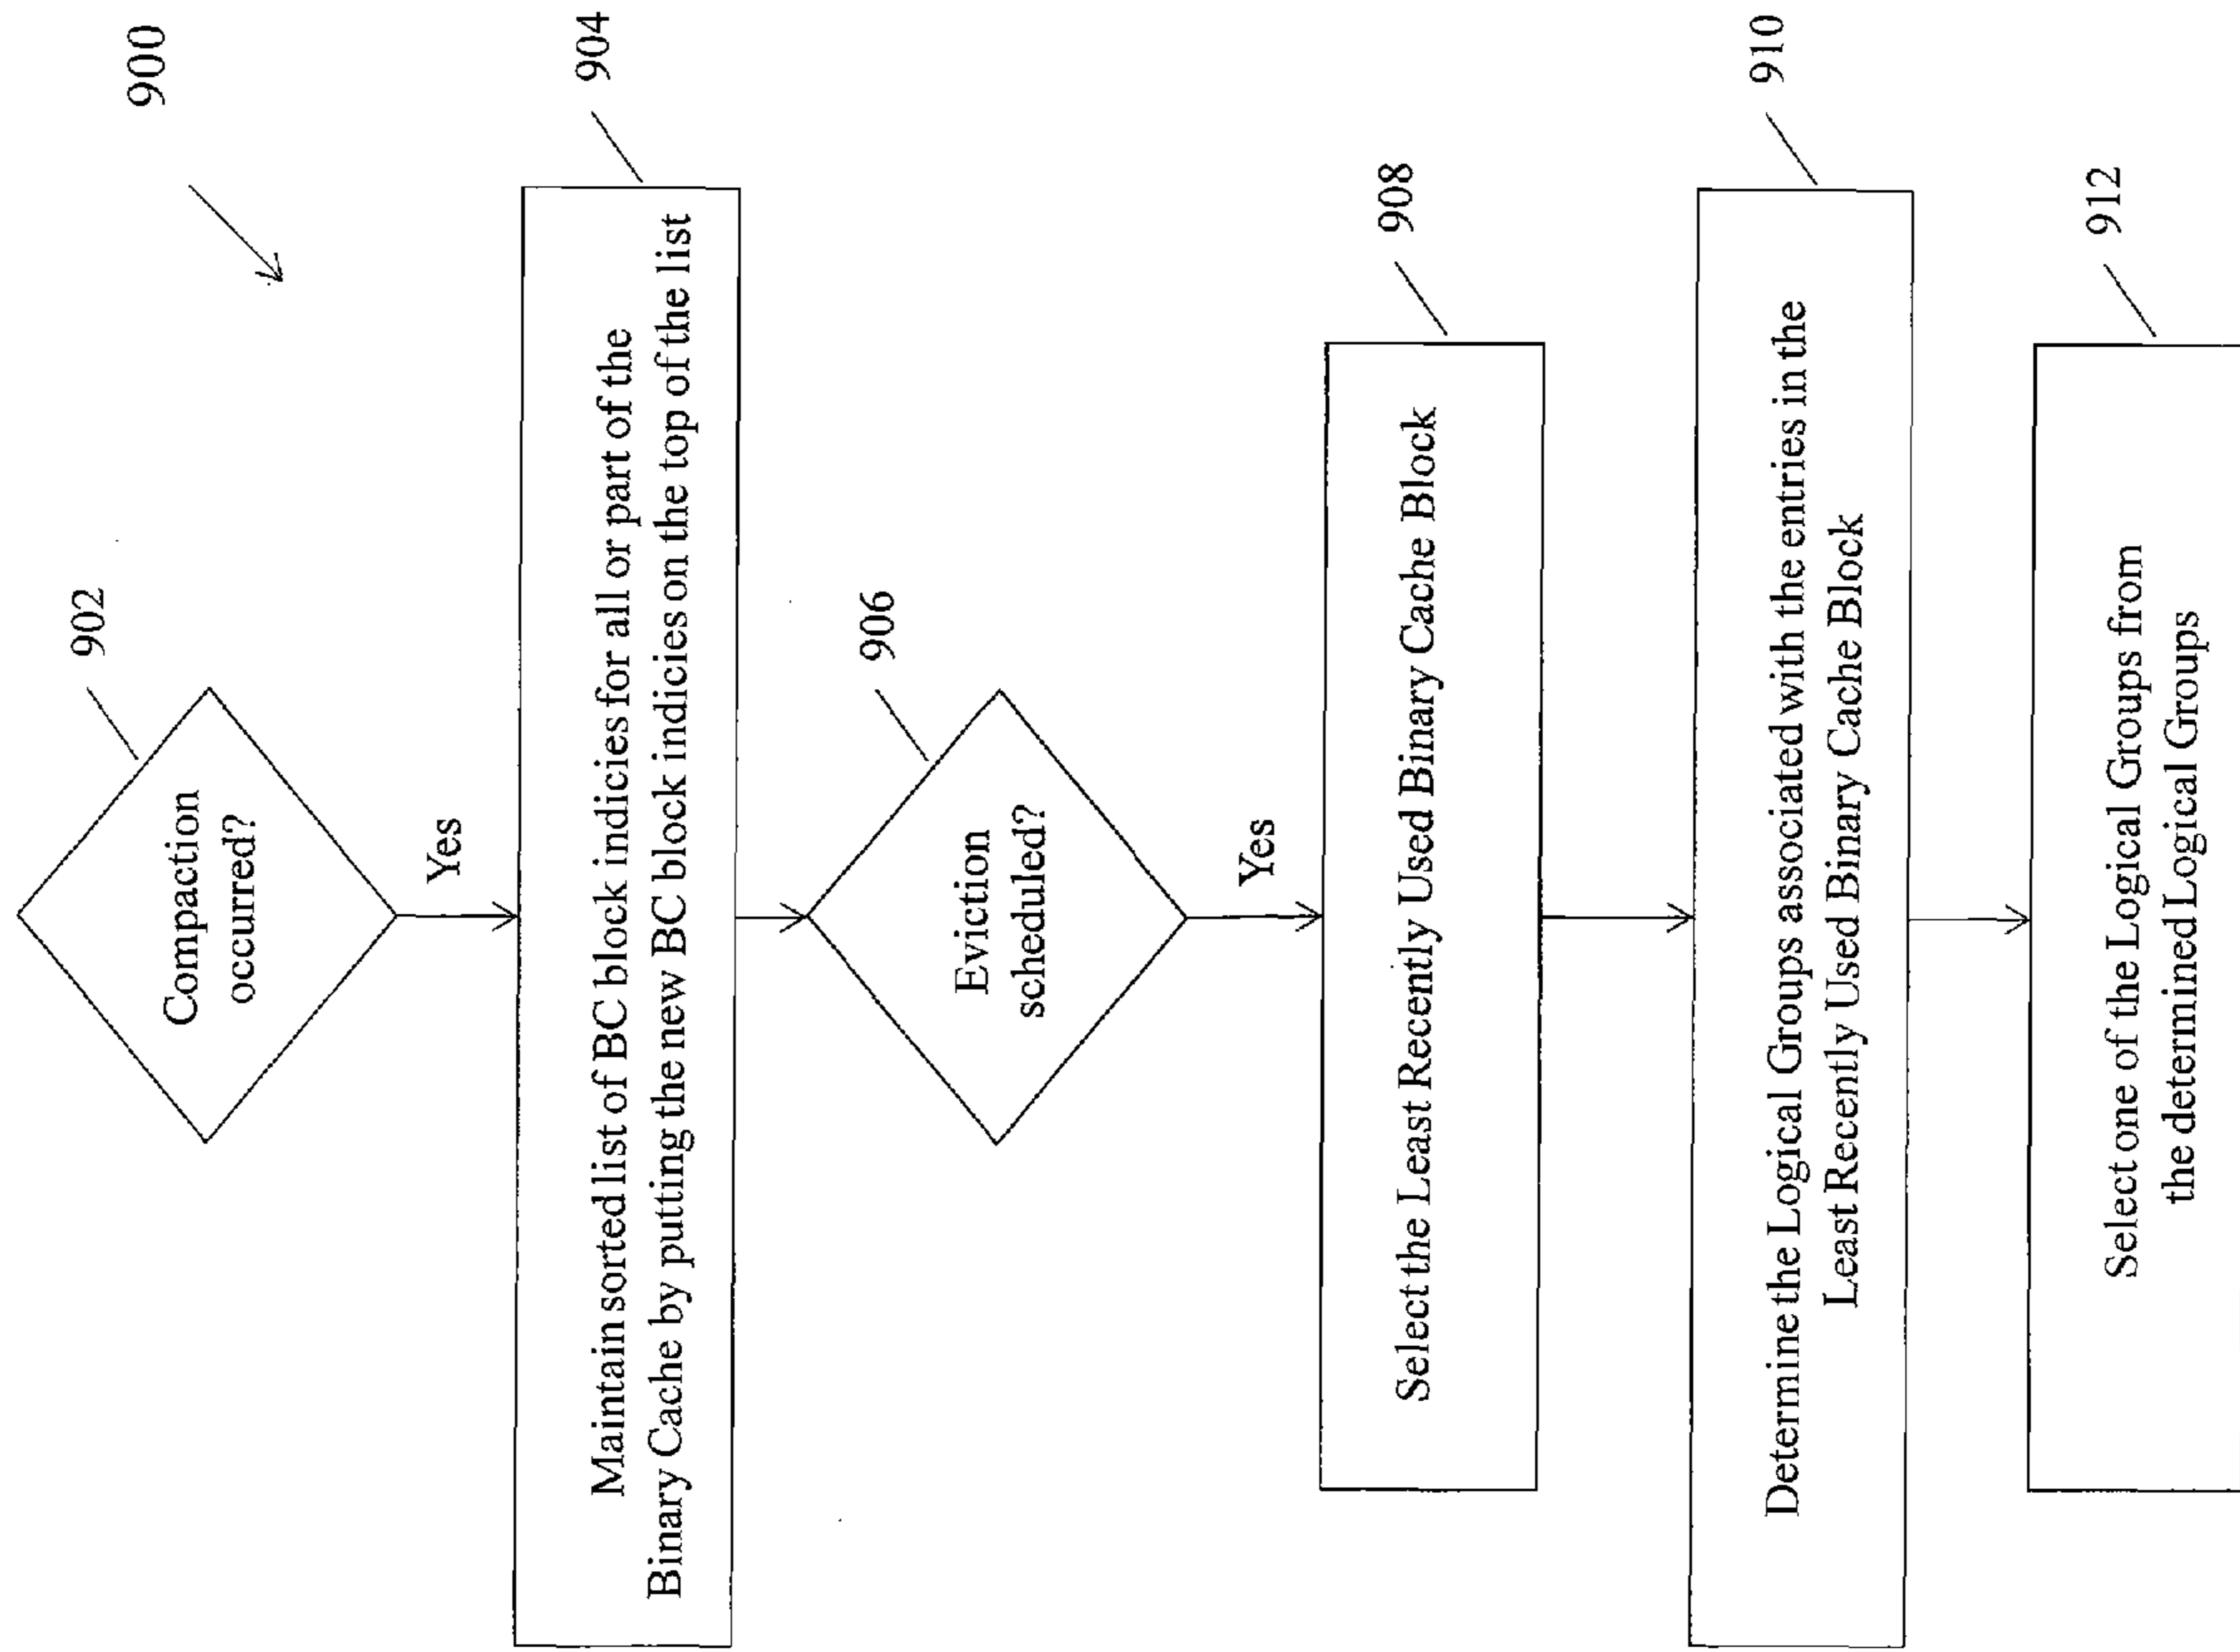 900
902
Compaction
occurred?
Yes
904
Maintain sorted list of BC block indicies for all or part of the
Binary Cache by puting the new BC block indicies on the top of the list
906
Eviction
scheduled?
Yes
908
Select the Least Recently Used Binary Cache Block
910
Determine the Logical Groups associated with the entries in the
Least Recently Used Binary Cache Block
912
Select one of the Logical Groups from
the determined Logical Groups